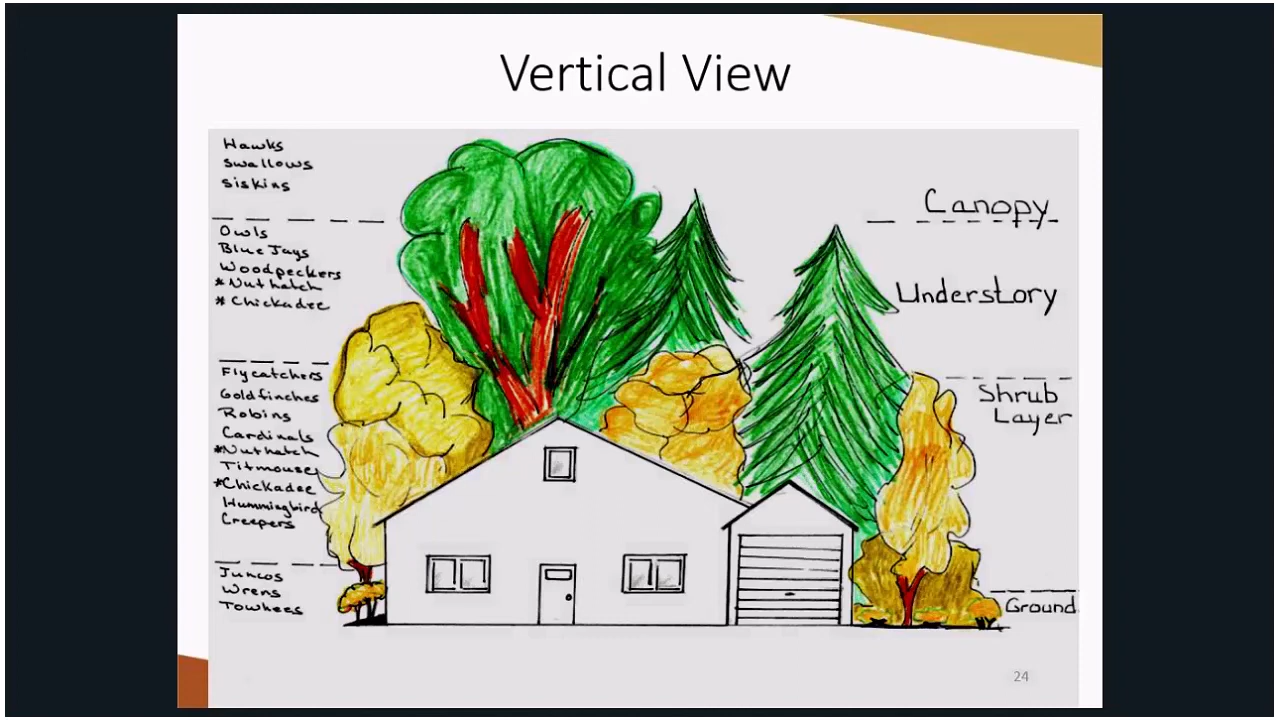 Vertical View
Hawks
Swallows
Siskins
Canopy
Owls
Blue Jays
Woodpeckers
*Nuthatch
* Chickadee
Understory
Flycatchers
Goldfinches
Robins
Cardinals
*Nuthatch
Titmouse
*Chickadee
Hummingbird
Creepers
Shrub
Layer
Juncos
Wrens
Towhees
Ground
24